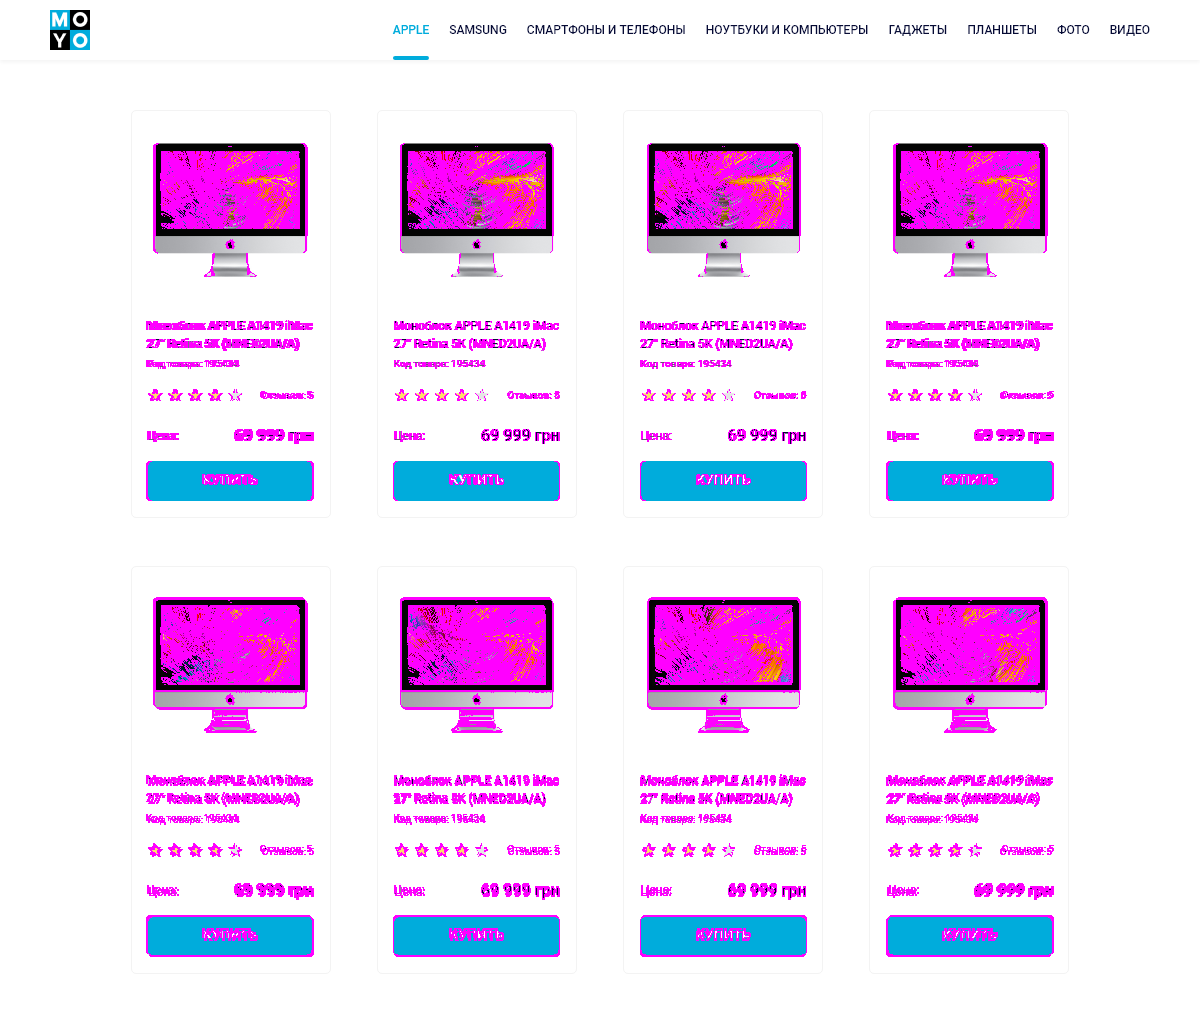 MOYO
APPLE SAMSUNG СМАРТФОНЫ И ТЕЛЕФОНЫ НОУТБУКИ И КОМПЬЮТЕРЫ ГАДЖЕТЫ ПЛАНШЕТЫ ФОТО ВИДЕО
Моноблок APPLE A1419 iMac
27" Retina 5K (MNED2UA/A)
Код товара: 195434
Отзывов: 5
Цена: 69 999 грн
КУПИТЬ
Моноблок APPLE A1419 iMac
27" Retina 5K (MNED2UA/A)
Код товара: 195434
Отзывов: 5
Цена: 69 999 грн
КУПИТЬ
Моноблок APPLE A1419 iMac
27" Retina 5K (MNED2UA/A)
Код товара: 195434
Отзывов: 5
Цена: 69 999 грн
КУПИТЬ
Моноблок APPLE A1419 iMac
27" Retina 5K (MNED2UA/A)
Код товара: 195434
Отзывов: 5
Цена: 69 999 грн
КУПИТЬ
Моноблок APPLE A1419 iMac
27" Retina 5K (MNED2UA/A)
Код товара: 195434
Отзывов: 5
Цена: 69 999 грн
КУПИТЬ
Моноблок APPLE A1419 iMac
27" Retina 5K (MNED2UA/A)
Код товара: 195434
Отзывов: 5
Цена: 69 999 грн
КУПИТЬ
Моноблок APPLE A1419 iMac
27" Retina 5K (MNED2UA/A)
Код товара: 195434
Отзывов: 5
Цена: 69 999 грн
КУПИТЬ
Моноблок APPLE A1419 iMac
27" Retina 5K (MNED2UA/A)
Код товара: 195434
Отзывов: 5
Цена: 69 999 грн
КУПИТЬ